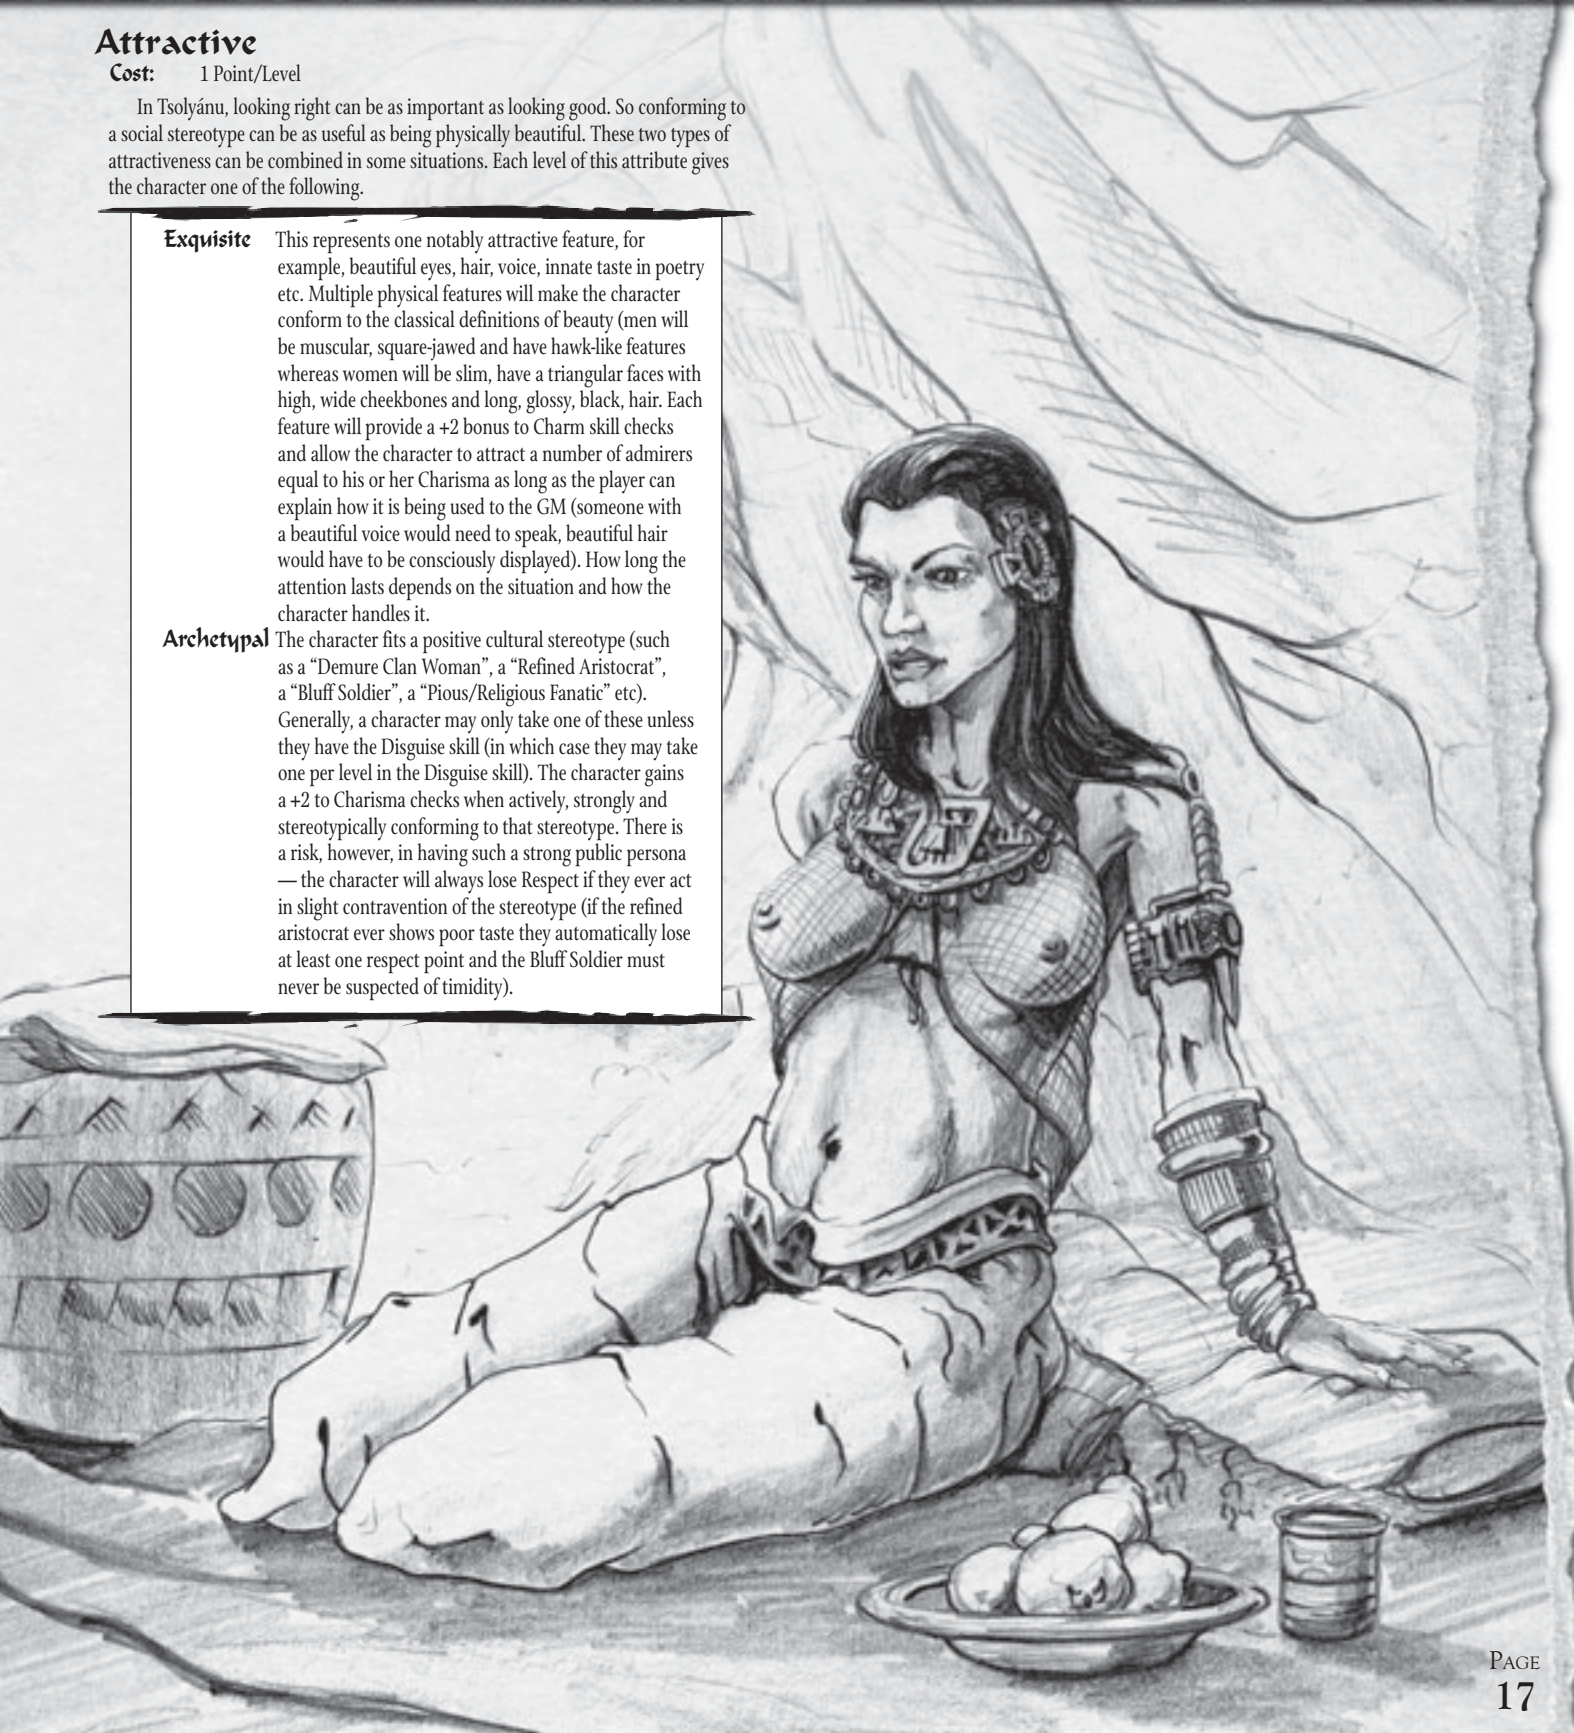 Attractive
Cost: 1 Point/Level
In Tsolyánu, looking right can be as important as looking good. So conforming to
a social stereotype can be as useful as being physically beautiful. These two types of
attractiveness can be combined in some situations. Each level of this attribute gives
the character one of the following.
Exquisite This represents one notably attractive feature, for
example, beautiful eyes, hair, voice, innate taste in poetry
etc. Multiple physical features will make the character
conform to the classical definitions of beauty (men will
be muscular, square-jawed and have hawk-like features
whereas women will be slim, have a triangular faces with
high, wide cheekbones and long, glossy, black, hair. Each
feature will provide a +2 bonus to Charm skill checks
and allow the character to attract a number of admirers
equal to his or her Charisma as long as the player can
explain how it is being used to the GM (someone with
a beautiful voice would need to speak, beautiful hair
would have to be consciously displayed). How long the
attention lasts depends on the situation and how the
character handles it.
Archetypal The character fits a positive cultural stereotype (such
as a “Demure Clan Woman”, a “Refined Aristocrat”,
a “Bluff Soldier”, a “Pious/Religious Fanatic” etc).
Generally, a character may only take one of these unless
they have the Disguise skill (in which case they may take
one per level in the Disguise skill). The character gains
a +2 to Charisma checks when actively, strongly and
stereotypically conforming to that stereotype. There is
a risk, however, in having such a strong public persona
— the character will always lose Respect if they ever act
in slight contravention of the stereotype (if the refined
aristocrat ever shows poor taste they automatically lose
at least one respect point and the Bluff Soldier must
never be suspected of timidity).
PAGE
17